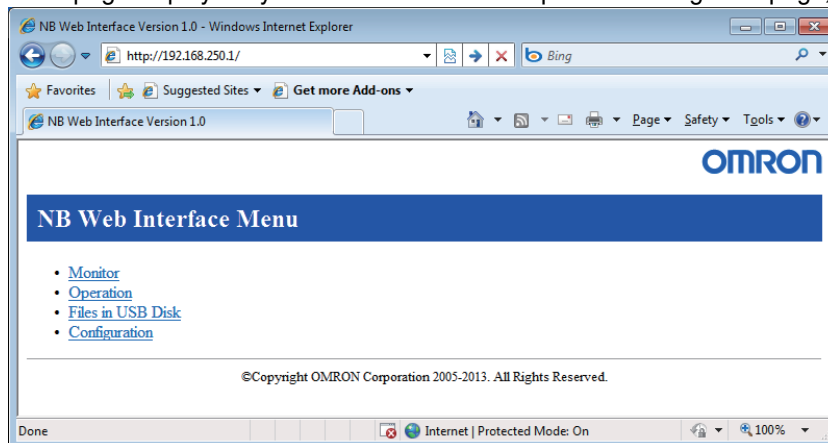 NB Web Interface Version 1.0 - Windows Internet Explorer
http://192.168.250.1/
Bing
Favorites Suggested Sites Get more Add-ons
NB Web Interface Version 1.0 Page Safety Tools
OMRON
NB Web Interface Menu
• Monitor
• Operation
• Files in USB Disk
• Configuration
©Copyright OMRON Corporation 2005-2013. All Rights Reserved.
Done Internet | Protected Mode: On 100%